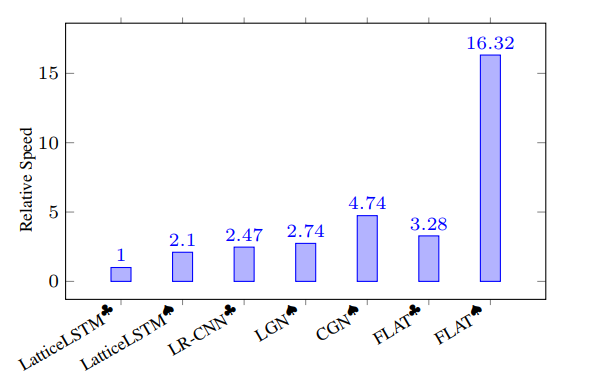 16.32
15
10
5
0
Relative Speed
1
2.1
2.47
2.74
4.74
3.28
LatticeLSTM♣
LatticeLSTM♠
LR-CNN♣
LGN♠
CGN♠
FLAT♣
FLAT♠